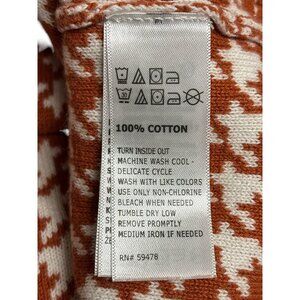 100% COTTON
TURN INSIDE OUT
MACHINE WASH COOL -
DELICATE CYCLE
WASH WITH LIKE COLORS
USE ONLY NON-CHLORINE
BLEACH WHEN NEEDED
TUMBLE DRY LOW
REMOVE PROMPTLY
MEDIUM IRON IF NEEDED
RN# 59478